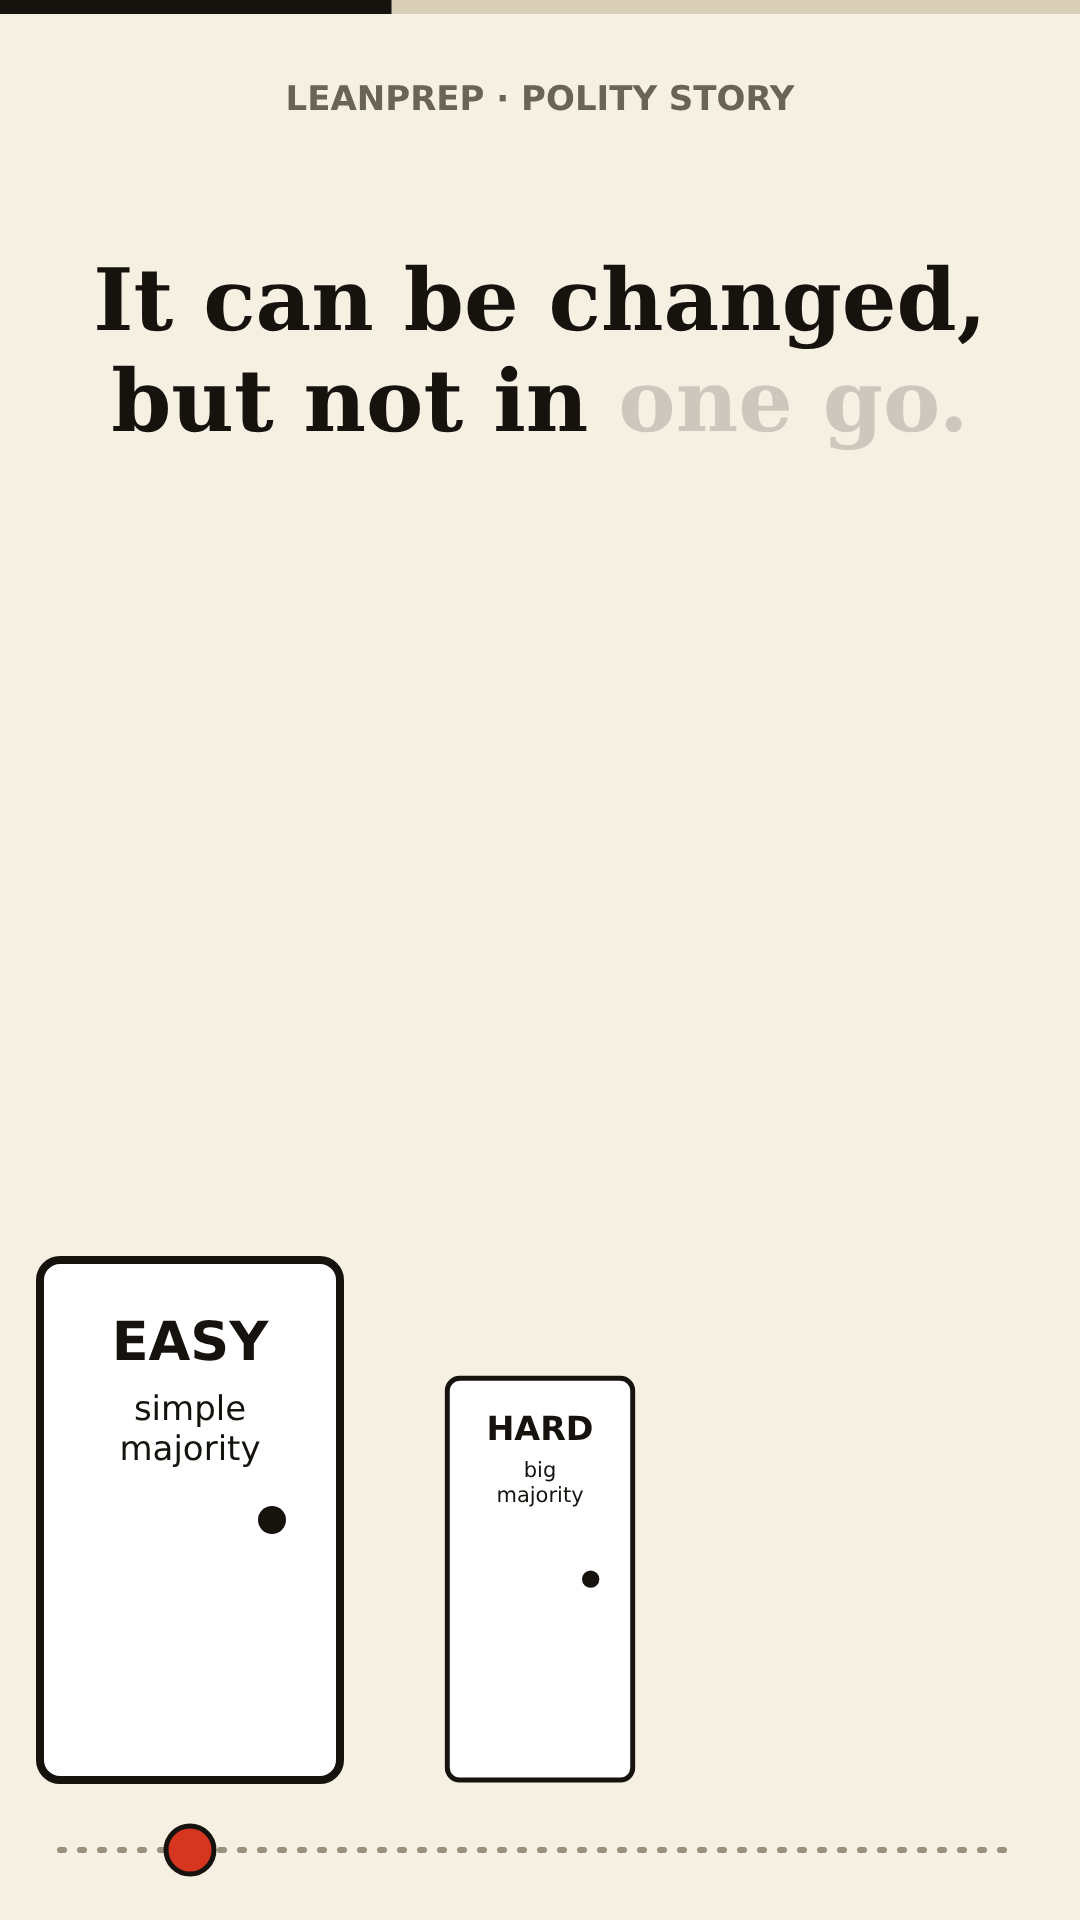 LEANPREP · POLITY STORY
It can be changed,
but not in one go.
EASY
simple
majority
HARD
big
majority